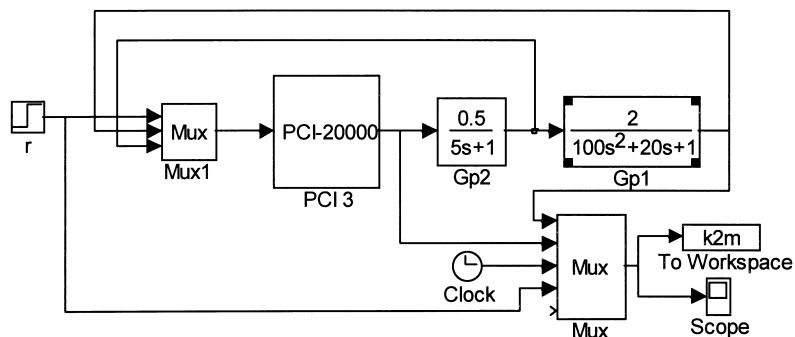 r
Mux
Mux1
PCI-20000
PCI 3
0.5
5s+1
Gp2
2
100s²+20s+1
Gp1
Clock
Mux
Mux
k2m
To Workspace
Scope